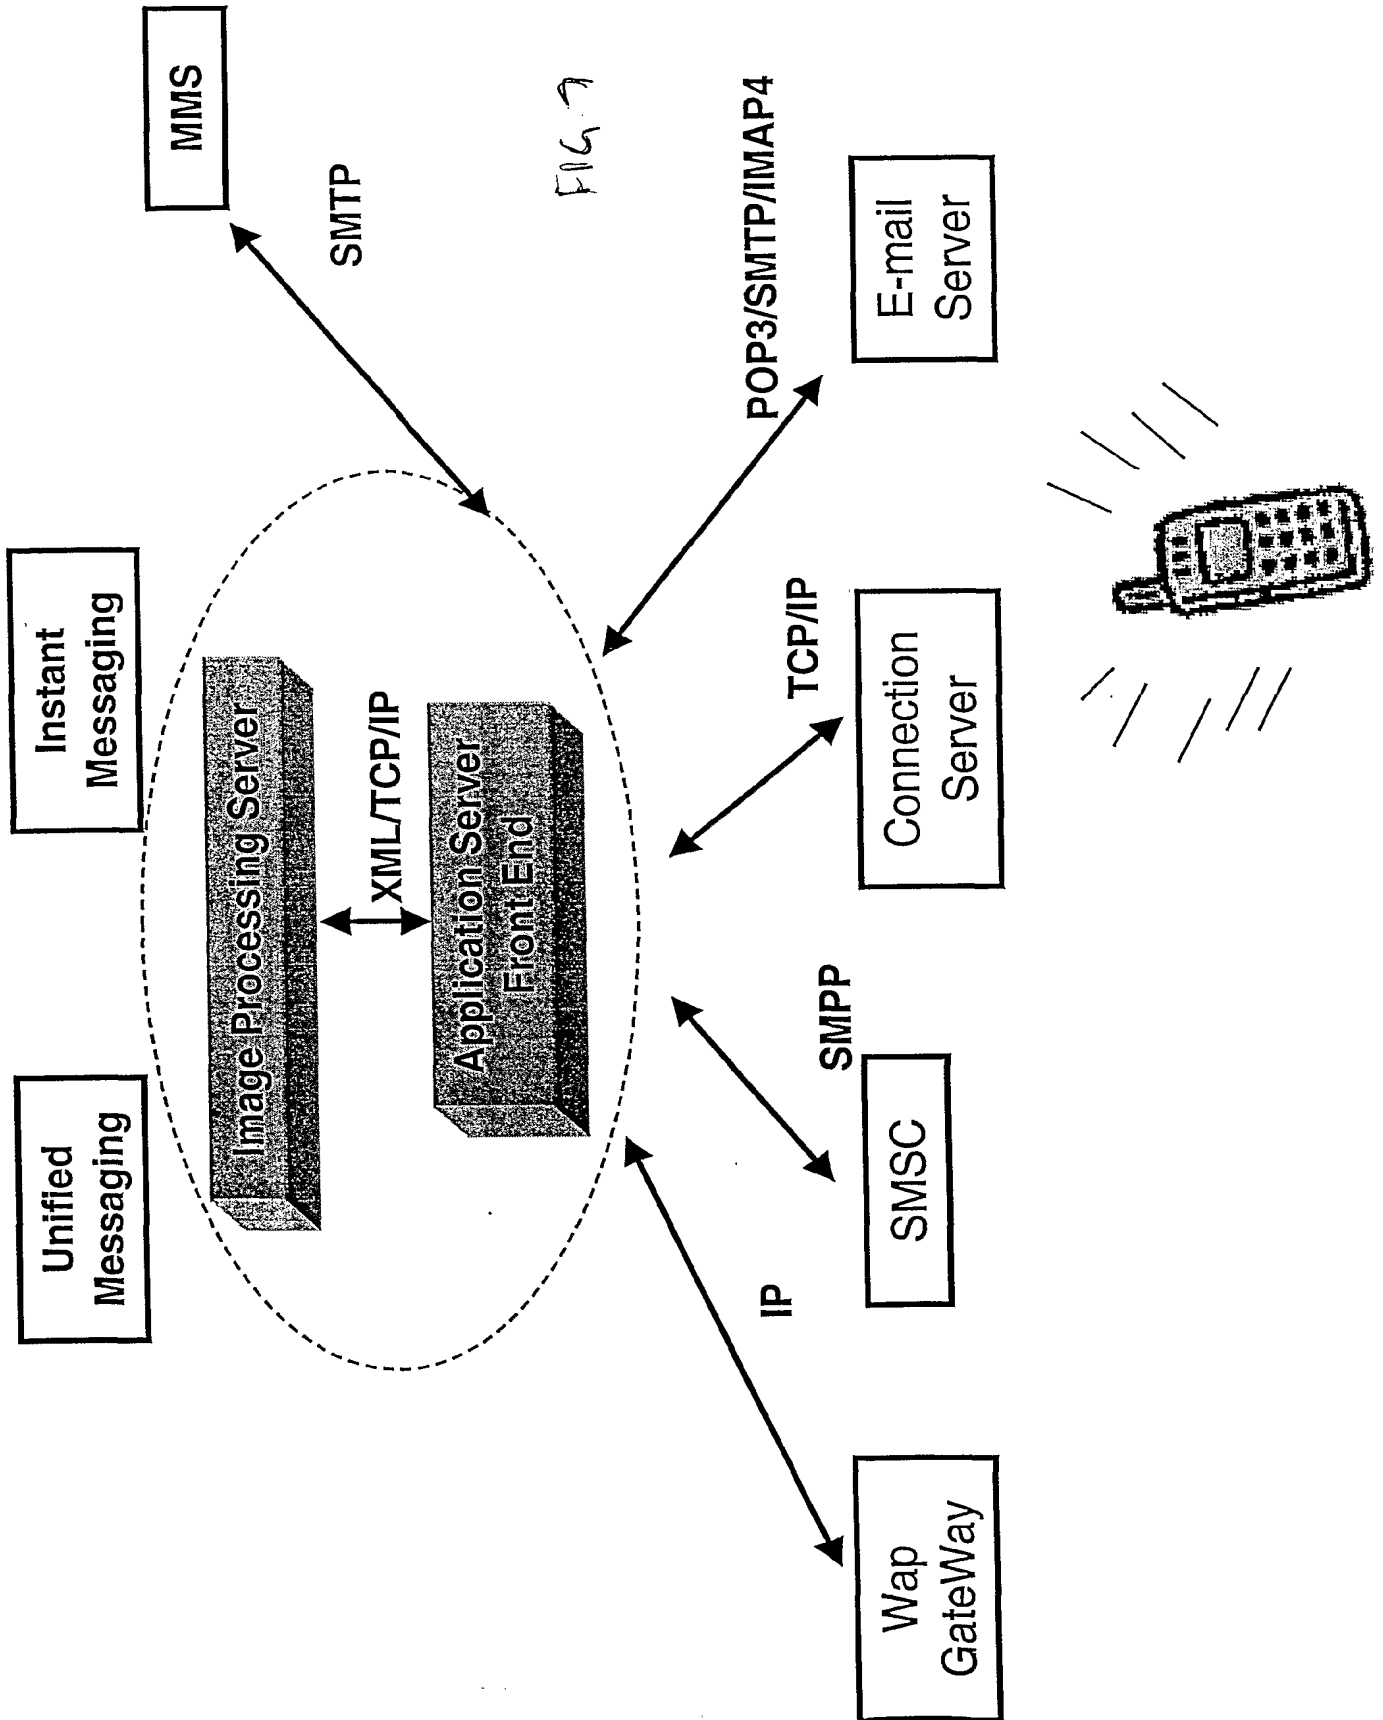 Unified
Messaging
Instant
Messaging
MMS
Image Processing Server
SMTP
XML/TCP/IP
Application Server
Front End
FIG. 7
IP
SMPP
TCP/IP
POP3/SMTP/IMAP4
Wap
GateWay
SMSC
Connection
Server
E-mail
Server